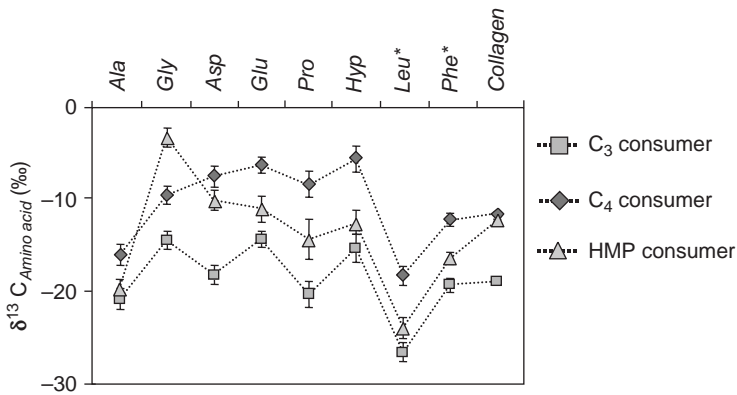 Ala Gly Asp Glu Pro Hyp Leu* Phe* Collagen
0
–10
–20
–30
δ¹³ C Amino acid (‰)
C₃ consumer
C₄ consumer
HMP consumer